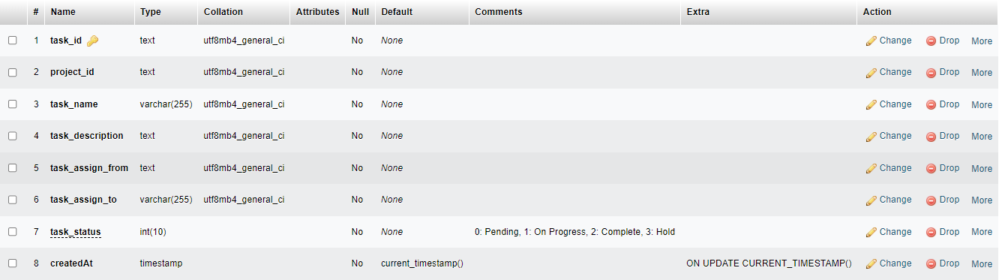 # Name Type Collation Attributes Null Default Comments Extra Action
1 task_id text utf8mb4_general_ci No None Change Drop More
2 project_id text utf8mb4_general_ci No None Change Drop More
3 task_name varchar(255) utf8mb4_general_ci No None Change Drop More
4 task_description text utf8mb4_general_ci No None Change Drop More
5 task_assign_from text utf8mb4_general_ci No None Change Drop More
6 task_assign_to varchar(255) utf8mb4_general_ci No None Change Drop More
7 task_status int(10) No None 0: Pending, 1: On Progress, 2: Complete, 3: Hold Change Drop More
8 createdAt timestamp No current_timestamp() ON UPDATE CURRENT_TIMESTAMP() Change Drop More